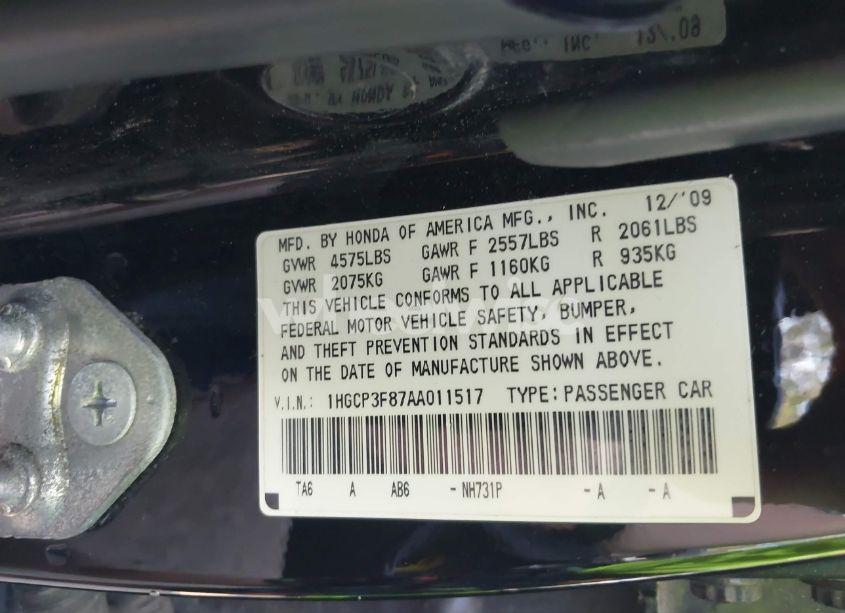 MFD. BY HONDA OF AMERICA MFG., INC. 12/'09
GVWR 4575LBS GAWR F 2557LBS R 2061LBS
GVWR 2075KG GAWR F 1160KG R 935KG
THIS VEHICLE CONFORMS TO ALL APPLICABLE
FEDERAL MOTOR VEHICLE SAFETY, BUMPER,
AND THEFT PREVENTION STANDARDS IN EFFECT
ON THE DATE OF MANUFACTURE SHOWN ABOVE.
V.I.N.: 1HGCP3F87AA011517 TYPE: PASSENGER CAR
TA6 A AB6 - NH731P - A - A